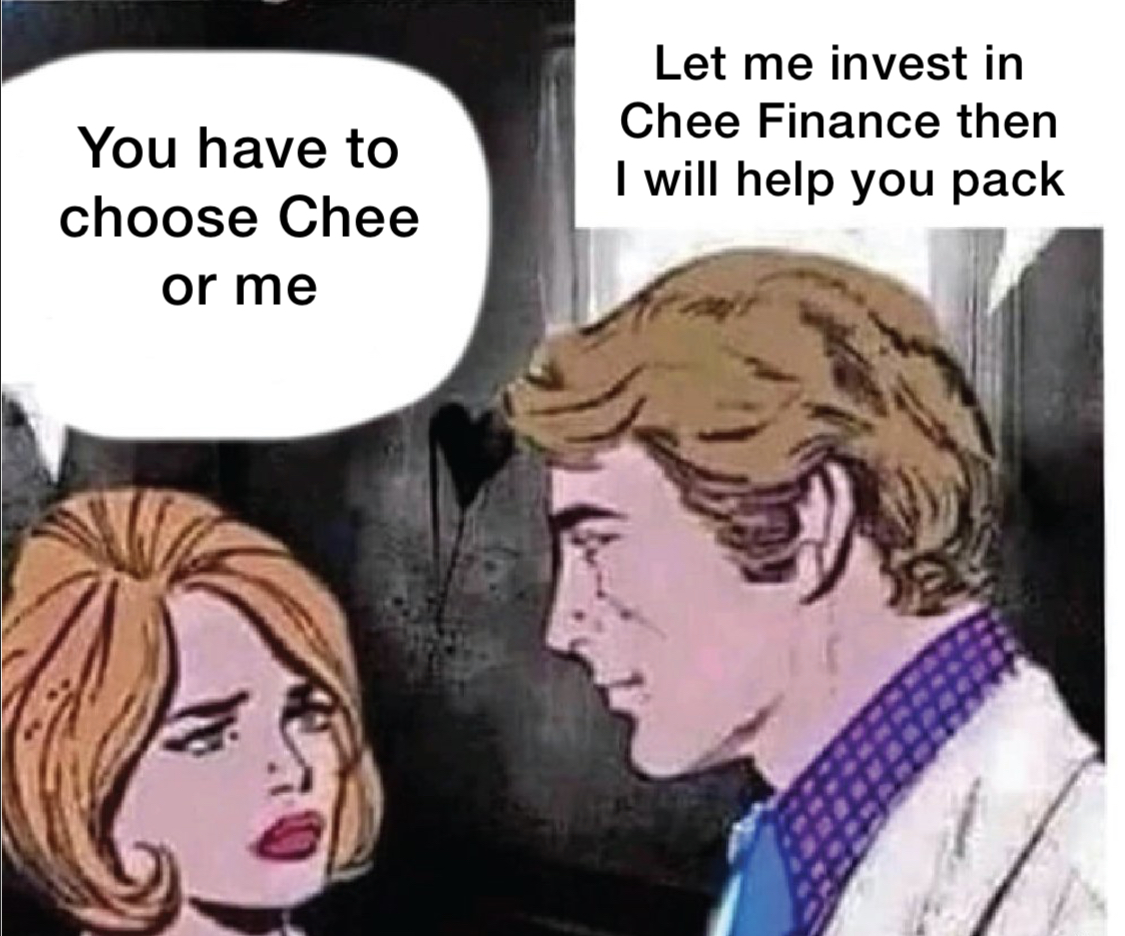 You have to
choose Chee
or me
Let me invest in
Chee Finance then
I will help you pack